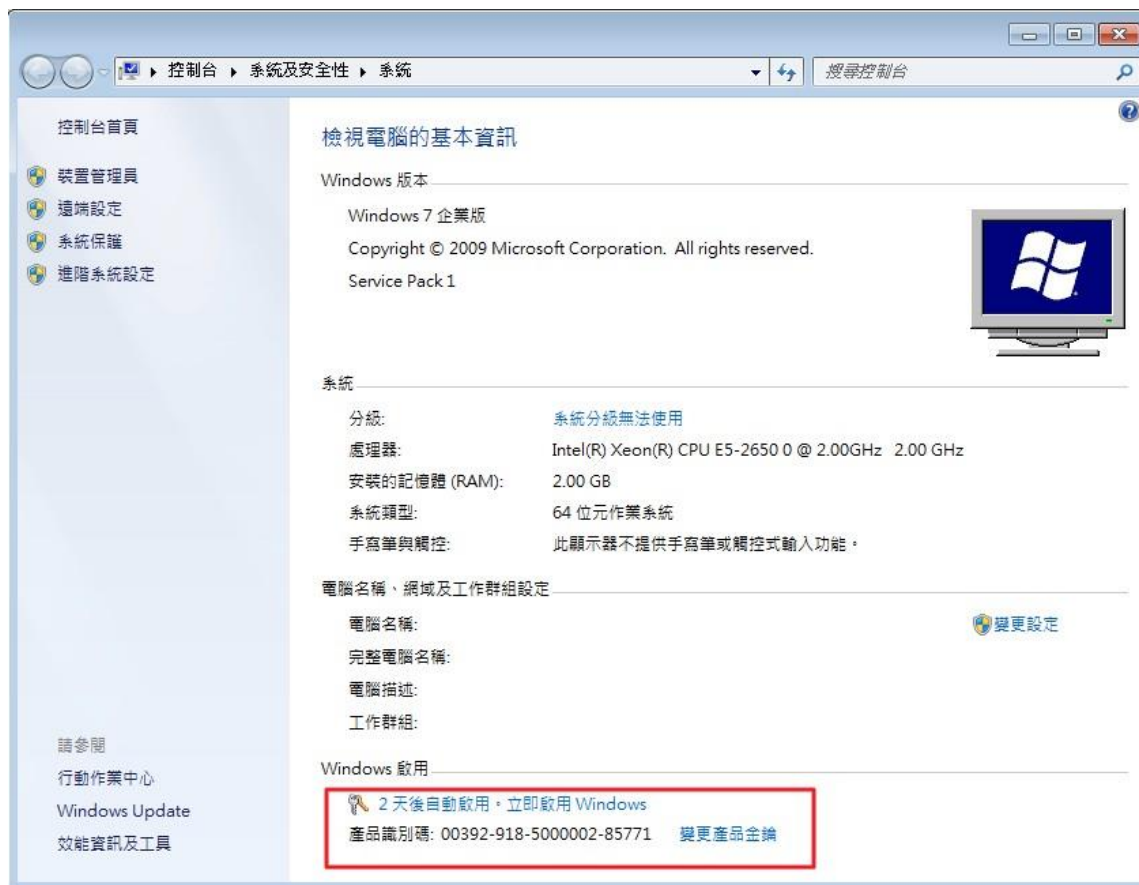 控制台 ▸ 系統及安全性 ▸ 系統
搜尋控制台
控制台首頁
裝置管理員
遠端設定
系統保護
進階系統設定
請參閱
行動作業中心
Windows Update
效能資訊及工具
檢視電腦的基本資訊
Windows 版本
Windows 7 企業版
Copyright © 2009 Microsoft Corporation. All rights reserved.
Service Pack 1
系統
分級: 系統分級無法使用
處理器: Intel(R) Xeon(R) CPU E5-2650 0 @ 2.00GHz 2.00 GHz
安裝的記憶體 (RAM): 2.00 GB
系統類型: 64 位元作業系統
手寫筆與觸控: 此顯示器不提供手寫筆或觸控式輸入功能。
電腦名稱、網域及工作群組設定
電腦名稱: 變更設定
完整電腦名稱:
電腦描述:
工作群組:
Windows 啟用
2 天後自動啟用。立即啟用 Windows
產品識別碼: 00392-918-5000002-85771 變更產品金鑰